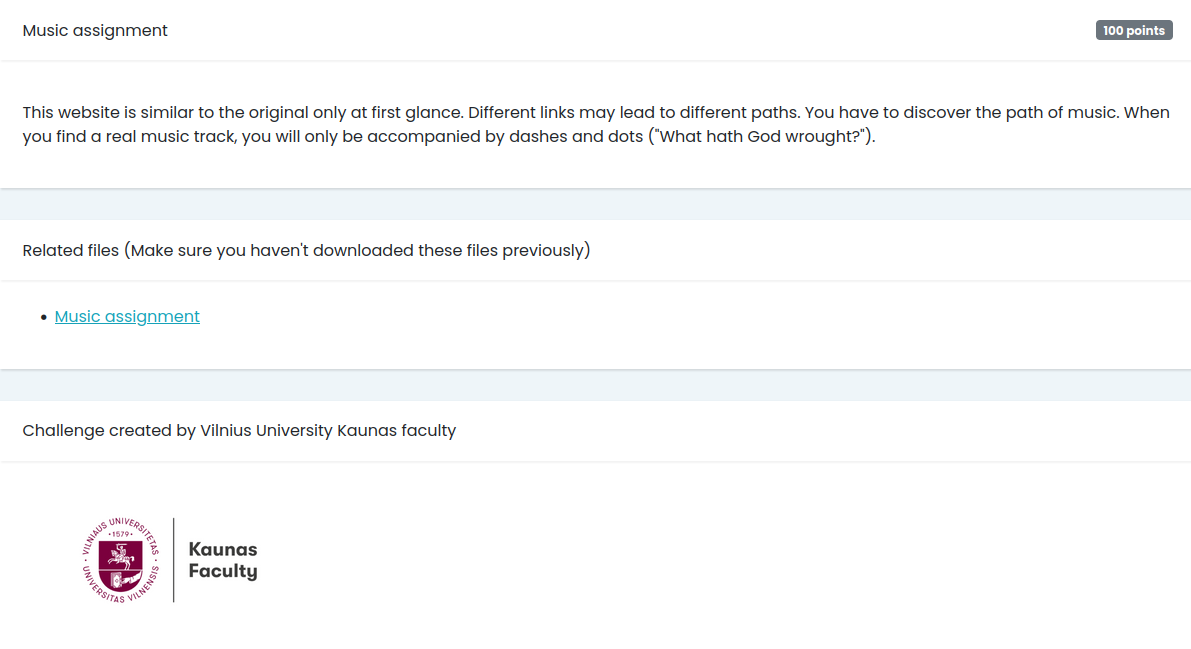 Music assignment
100 points
This website is similar to the original only at first glance. Different links may lead to different paths. You have to discover the path of music. When
you find a real music track, you will only be accompanied by dashes and dots ("What hath God wrought?").
Related files (Make sure you haven't downloaded these files previously)
Music assignment
Challenge created by Vilnius University Kaunas faculty
VILNIAUS UNIVERSITETAS
1579
UNIVERSITAS VILNENSIS
Kaunas
Faculty